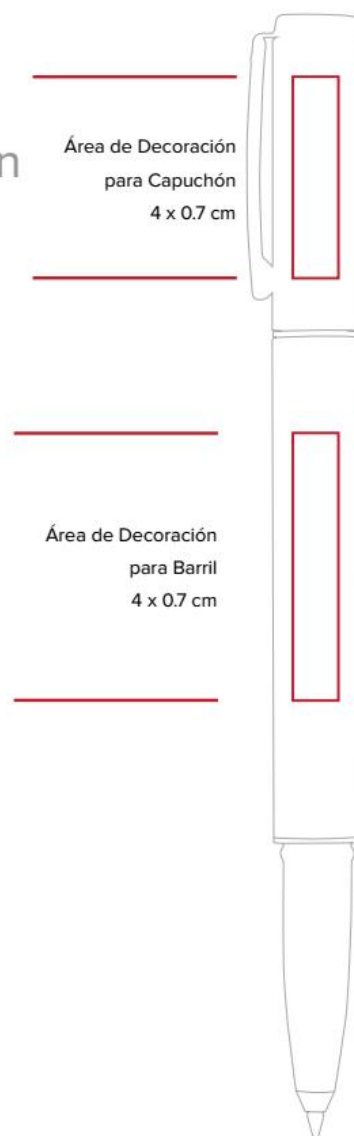 n
Área de Decoración
para Capuchón
4 x 0.7 cm
Área de Decoración
para Barril
4 x 0.7 cm